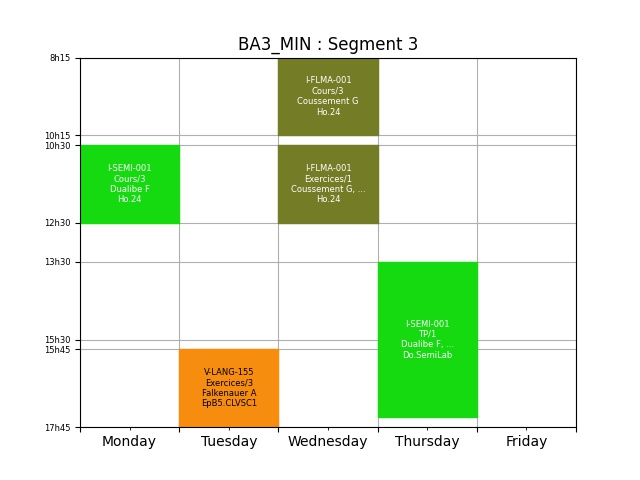 BA3_MIN : Segment 3
8h15
I-FLMA-001
Cours/3
Coussement G
Ho.24
10h15
10h30
I-SEMI-001
Cours/3
Dualibe F
Ho.24
I-FLMA-001
Exercices/1
Coussement G, ...
Ho.24
12h30
13h30
I-SEMI-001
TP/1
Dualibe F, ...
Do.SemiLab
15h30
15h45
V-LANG-155
Exercices/3
Falkenauer A
EpB5.CLVSC1
17h45
Monday Tuesday Wednesday Thursday Friday